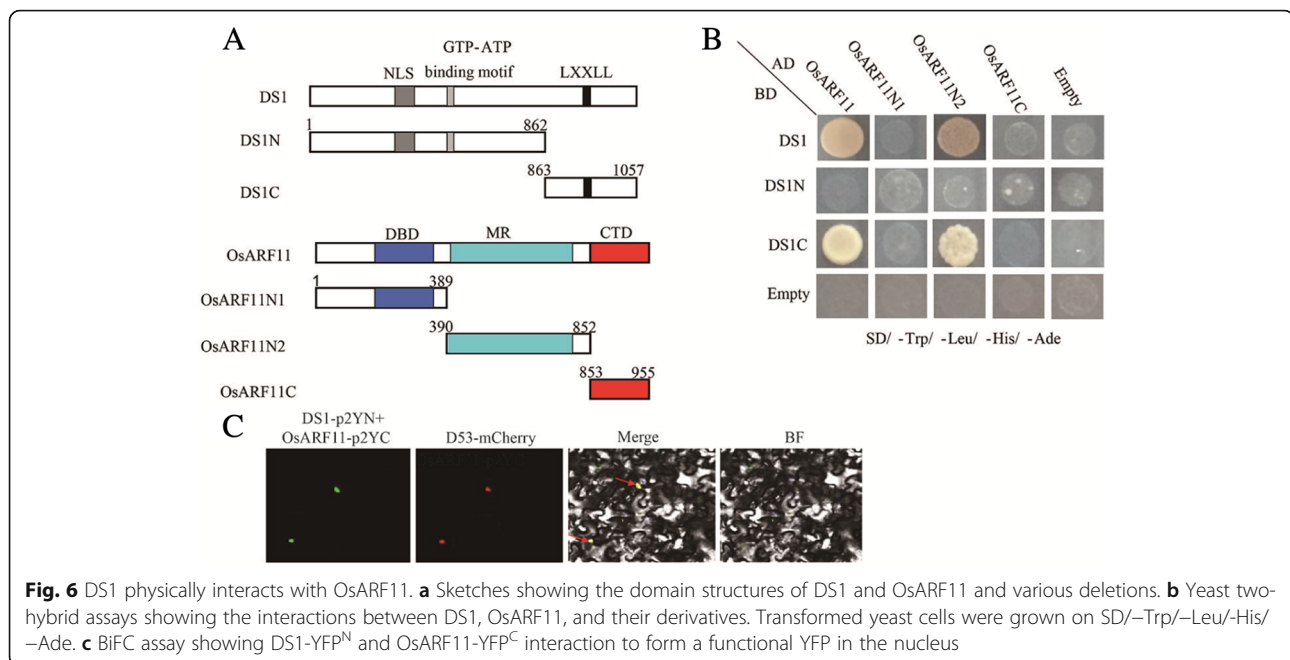 A
GTP-ATP
NLS binding motif LXXLL
DS1
1 862
DS1N
863 1057
DS1C
DBD MR CTD
OsARF11
1 389
OsARF11N1
390 852
OsARF11N2
853 955
OsARF11C
B
AD
BD
OsARF11 OsARF11N1 OsARF11N2 OsARF11C Empty
DS1
DS1N
DS1C
Empty
SD/ -Trp/ -Leu/ -His/ -Ade
C
DS1-p2YN+
OsARF11-p2YC D53-mCherry Merge BF
Fig. 6 DS1 physically interacts with OsARF11. a Sketches showing the domain structures of DS1 and OsARF11 and various deletions. b Yeast two-
hybrid assays showing the interactions between DS1, OsARF11, and their derivatives. Transformed yeast cells were grown on SD/−Trp/−Leu/-His/
−Ade. c BiFC assay showing DS1-YFPᴺ and OsARF11-YFPᶜ interaction to form a functional YFP in the nucleus